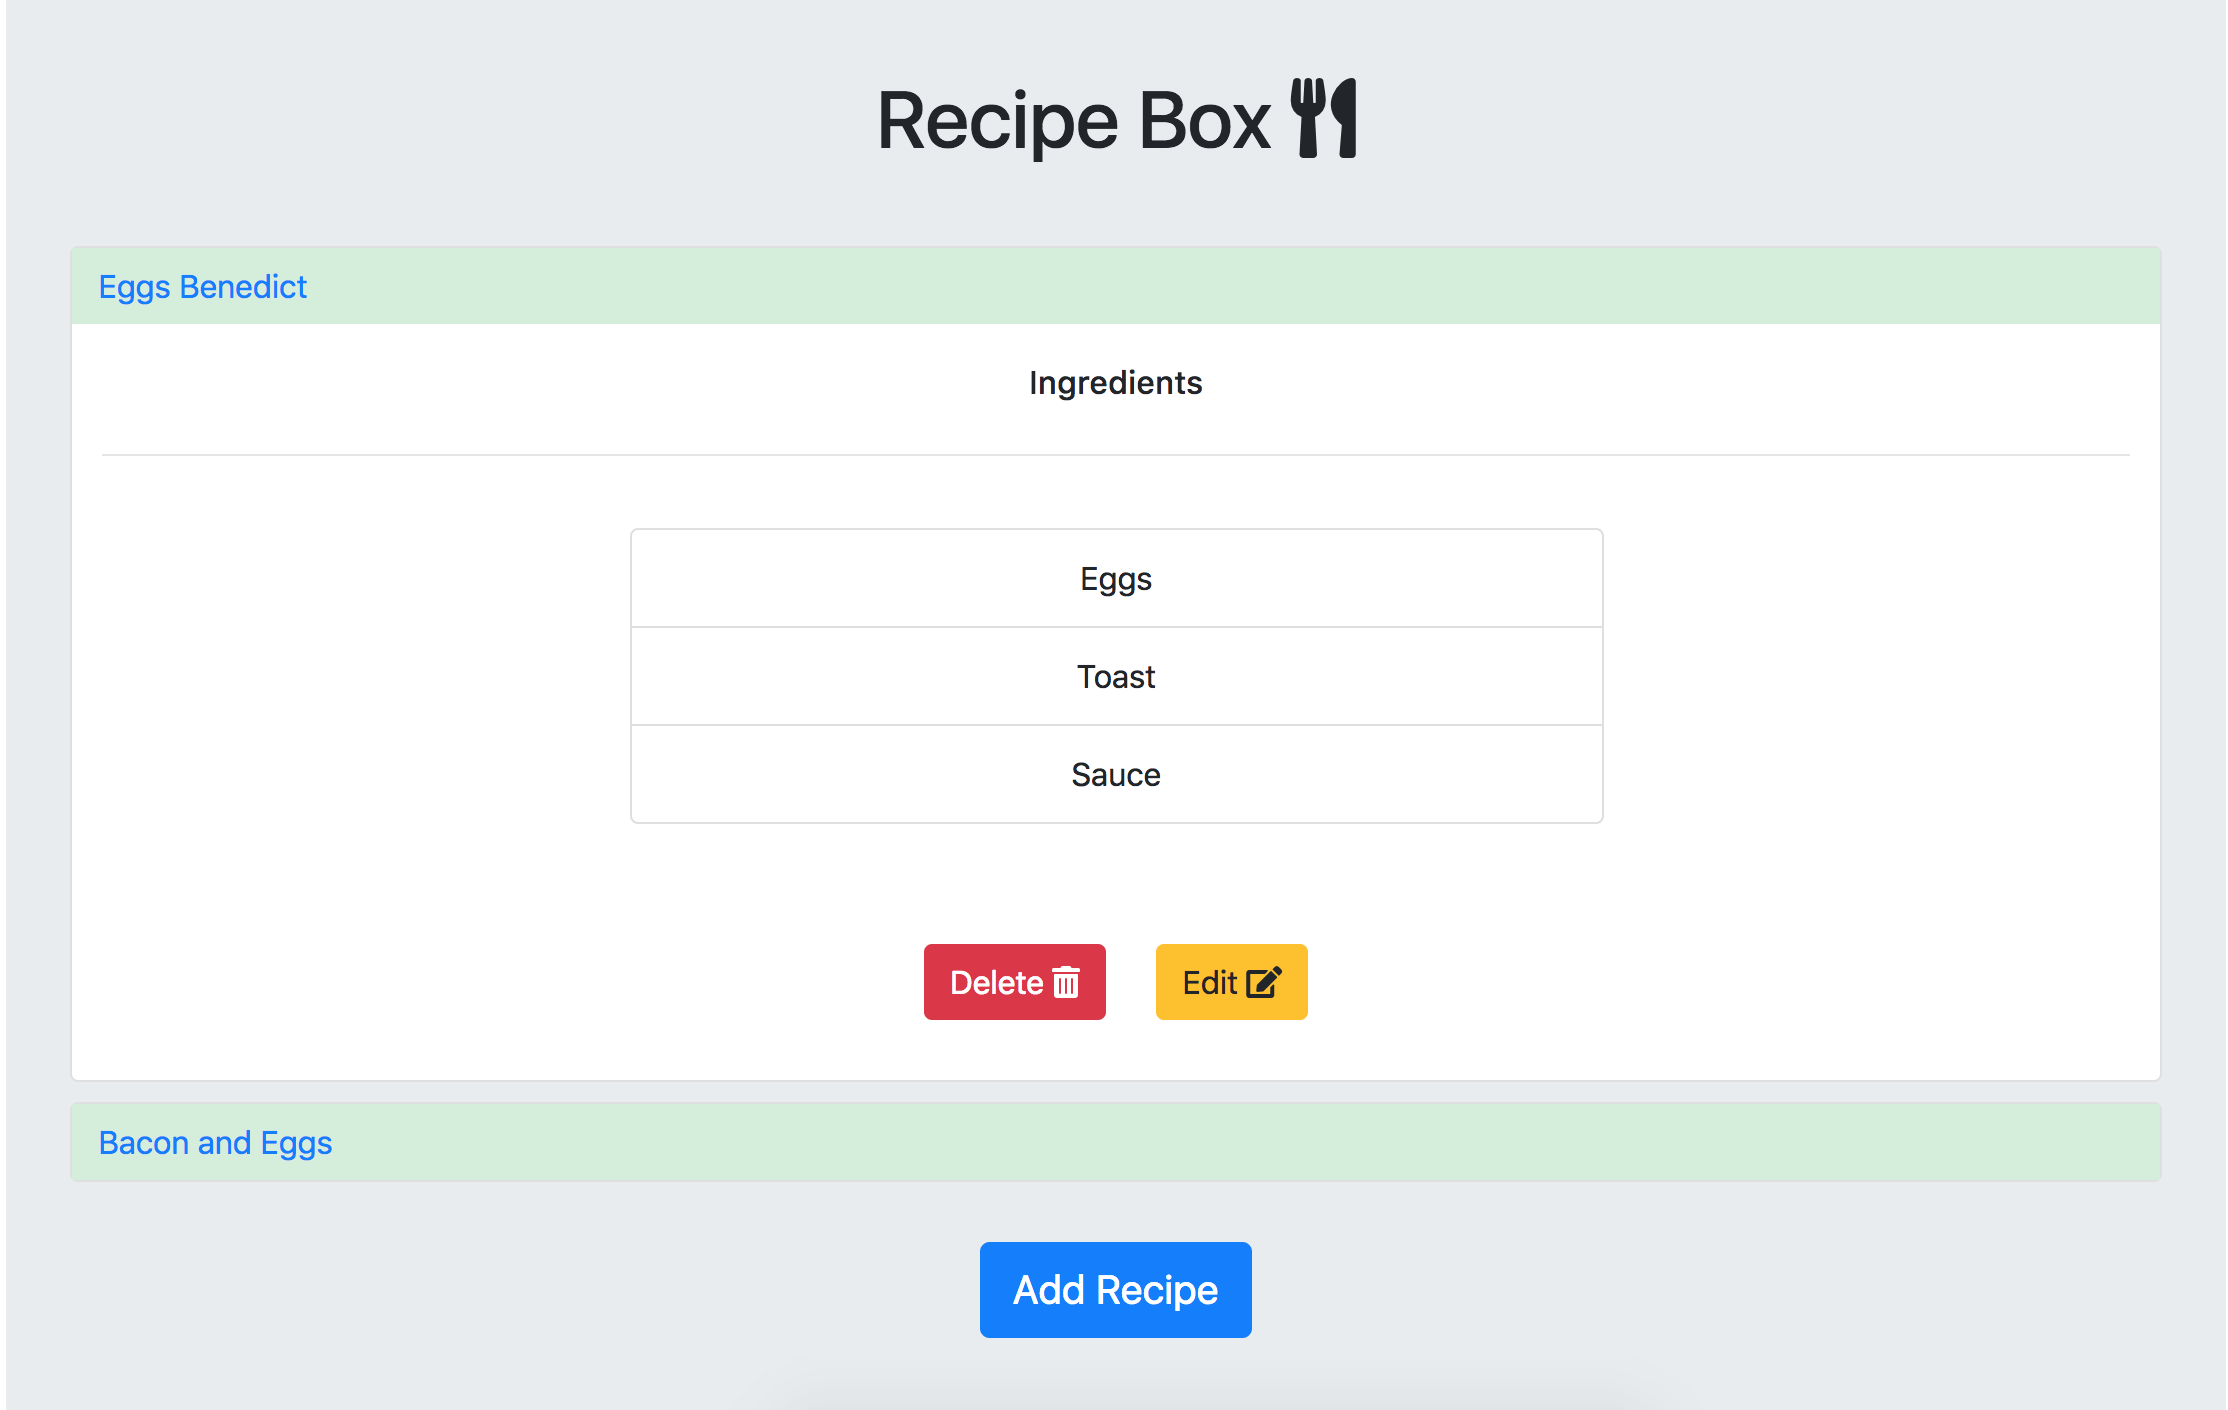 Recipe Box
Eggs Benedict
Ingredients
Eggs
Toast
Sauce
Delete Edit
Bacon and Eggs
Add Recipe